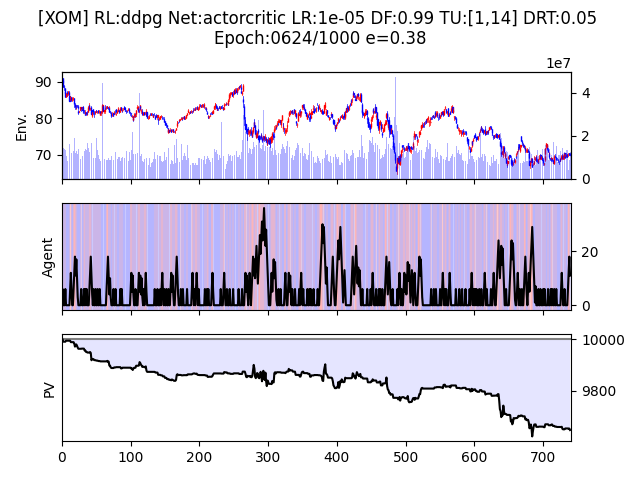 [XOM] RL:ddpg Net:actorcritic LR:1e-05 DF:0.99 TU:[1,14] DRT:0.05
Epoch:0624/1000 e=0.38
1e7
90
80
70
Env.
4
2
0
Agent
20
0
PV
10000
9800
0 100 200 300 400 500 600 700